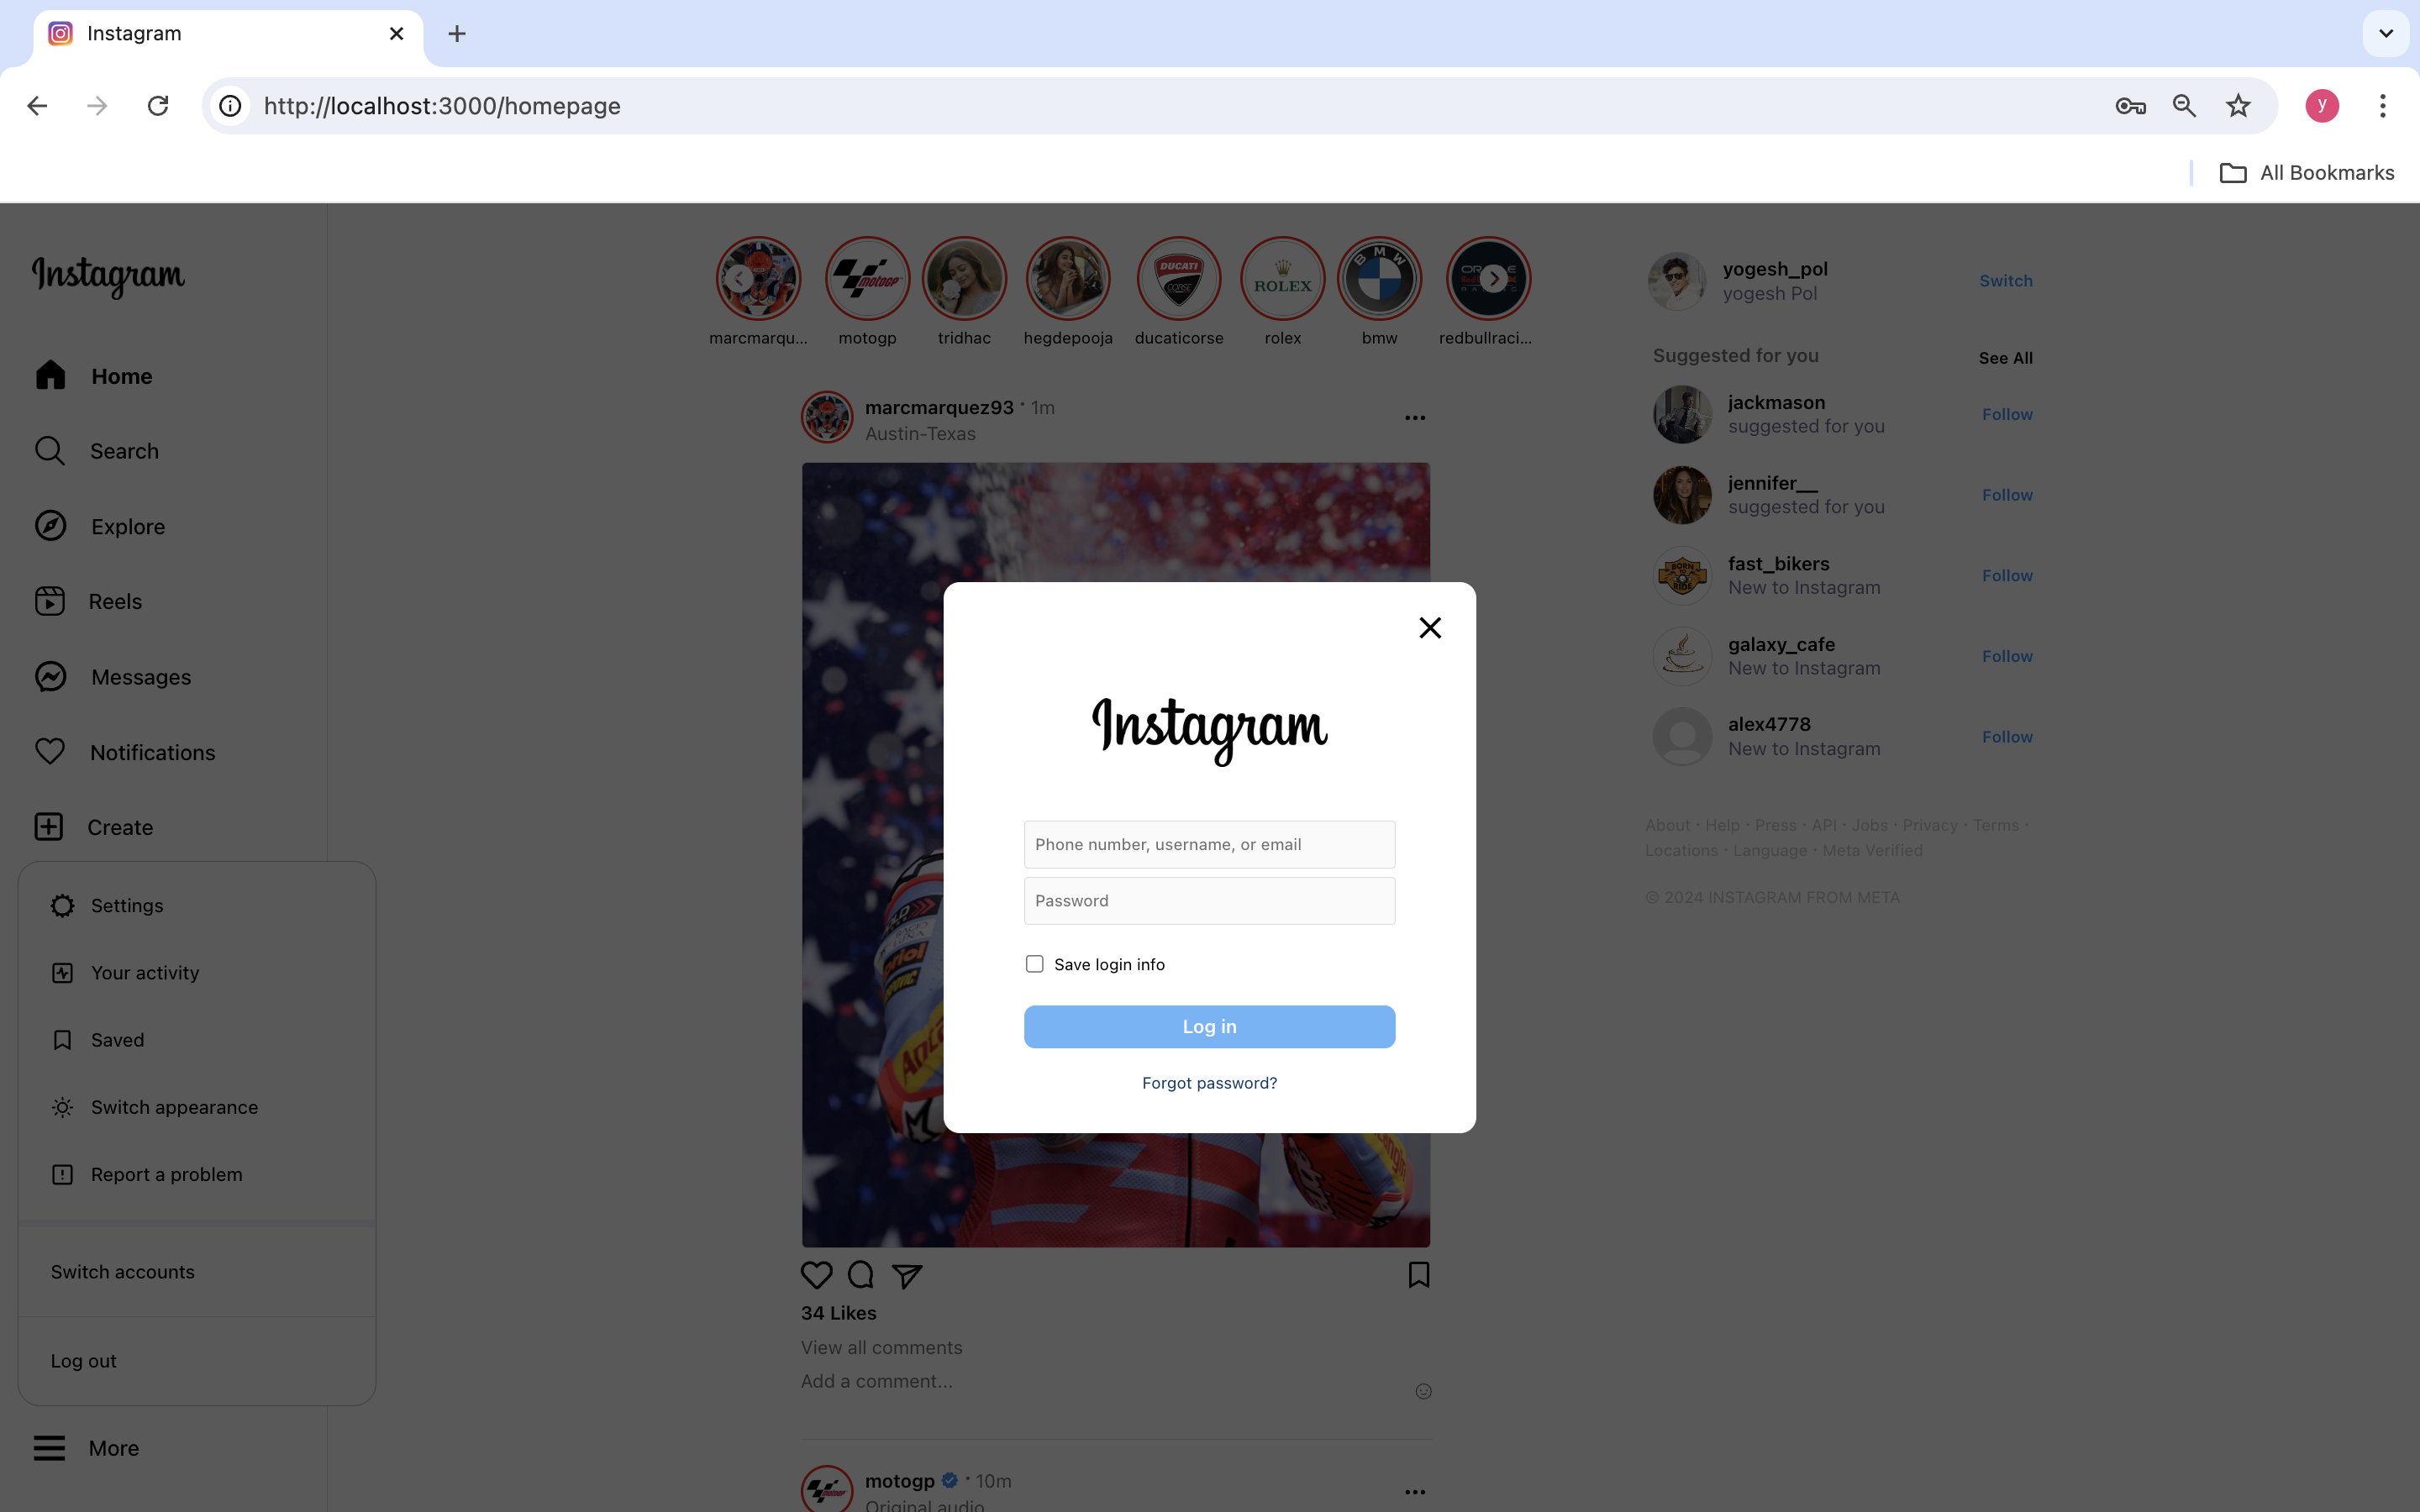 Instagram
http://localhost:3000/homepage
y
All Bookmarks
Instagram
Home
Search
Explore
Reels
Messages
Notifications
Create
Settings
Your activity
Saved
Switch appearance
Report a problem
Switch accounts
Log out
More
DUCATI
CORSE
ROLEX
BMW
marcmarqu...
motogp
tridhac
hegdepooja
ducaticorse
rolex
bmw
redbullraci...
marcmarquez93 • 1m
Austin-Texas
Instagram
Phone number, username, or email
Password
Save login info
Log in
Forgot password?
34 Likes
View all comments
Add a comment...
motogp • 10m
Original audio
yogesh_pol
yogesh Pol
Switch
Suggested for you
See All
jackmason
suggested for you
Follow
jennifer__
suggested for you
Follow
fast_bikers
New to Instagram
Follow
galaxy_cafe
New to Instagram
Follow
alex4778
New to Instagram
Follow
About • Help • Press • API • Jobs • Privacy • Terms •
Locations • Language • Meta Verified
© 2024 INSTAGRAM FROM META